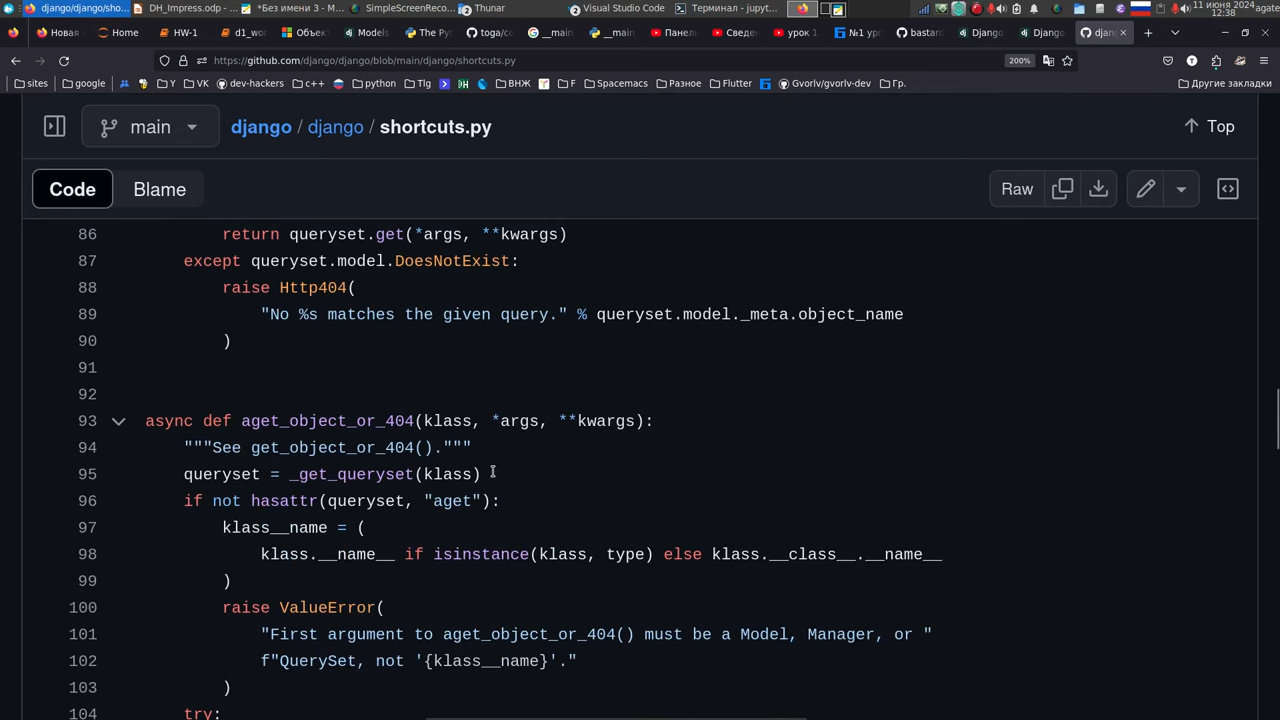 django/django/sho...
DH_Impress.odp - ...
*Без имени 3 - M...
SimpleScreenReco...
2 Thunar
2 Visual Studio Code
Терминал - jupyt...
11 июня 2024
12:38
agate
Новая
Home
HW-1
d1_wor
Объект
Models
The Py
toga/co
__main
__main
Панел
Сведе
урок 1
№1 ур
bastar
Django
Django
djan
https://github.com/django/django/blob/main/django/shortcuts.py
200%
sites
google
Y
VK
dev-hackers
c++
python
Tlg
ВНЖ
F
Spacemacs
Разное
Flutter
Gvorlv/gvorlv-dev
Гр.
Другие закладки
main
django / django / shortcuts.py
Top
Code
Blame
Raw
86 return queryset.get(*args, **kwargs)
87 except queryset.model.DoesNotExist:
88 raise Http404(
89 "No %s matches the given query." % queryset.model._meta.object_name
90 )
91
92
93 async def aget_object_or_404(klass, *args, **kwargs):
94 """See get_object_or_404()."""
95 queryset = _get_queryset(klass)
96 if not hasattr(queryset, "aget"):
97 klass__name = (
98 klass.__name__ if isinstance(klass, type) else klass.__class__.__name__
99 )
100 raise ValueError(
101 "First argument to aget_object_or_404() must be a Model, Manager, or "
102 f"QuerySet, not '{klass__name}'."
103 )
104 try: